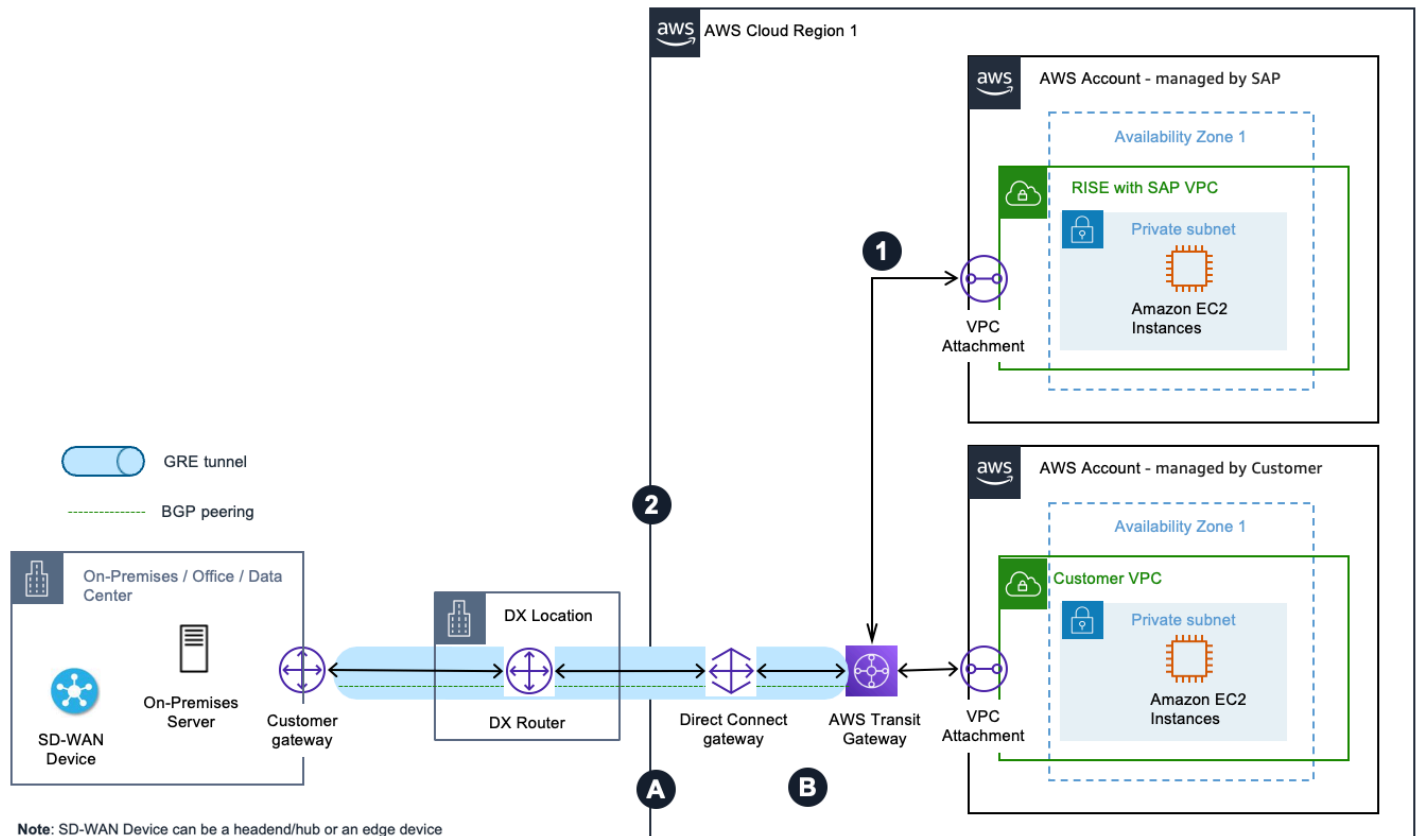 aws
AWS Cloud Region 1
aws
AWS Account - managed by SAP
Availability Zone 1
RISE with SAP VPC
Private subnet
1
Amazon EC2
Instances
VPC
Attachment
GRE tunnel
BGP peering
2
aws
AWS Account - managed by Customer
Availability Zone 1
Customer VPC
Private subnet
Amazon EC2
Instances
VPC
Attachment
On-Premises / Office / Data
Center
On-Premises
Server
SD-WAN
Device
Customer
gateway
DX Location
DX Router
Direct Connect
gateway
AWS Transit
Gateway
A
B
Note: SD-WAN Device can be a headend/hub or an edge device